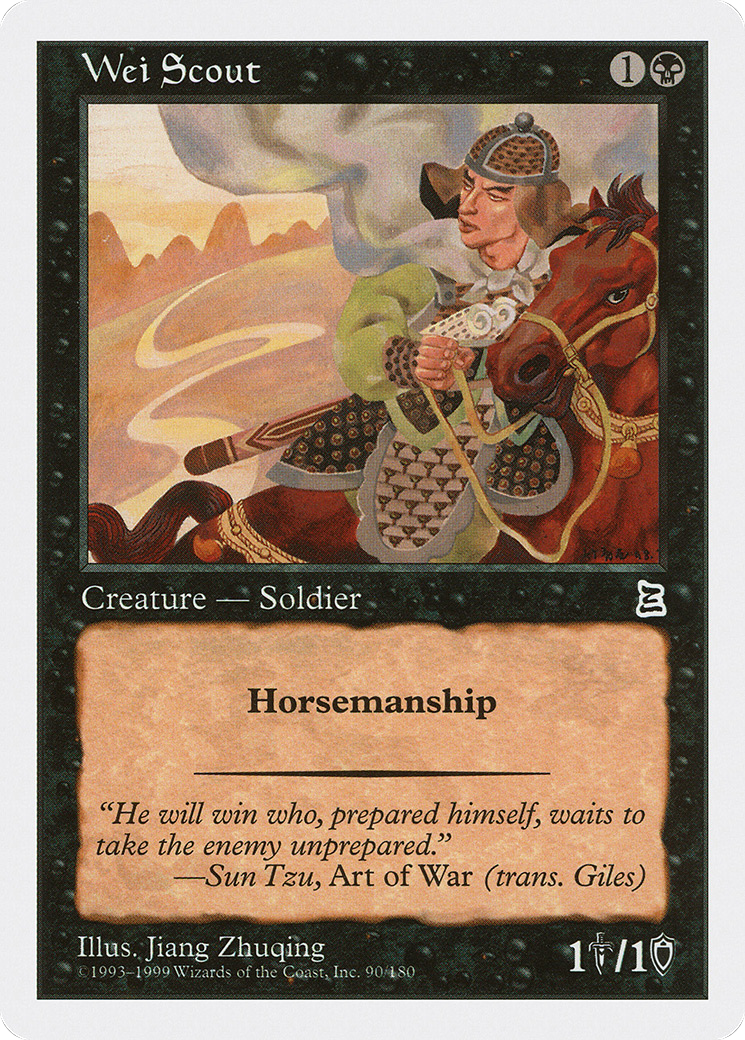 Wei Scout
1
Creature — Soldier
Horsemanship
“He will win who, prepared himself, waits to
take the enemy unprepared.”
—Sun Tzu, Art of War (trans. Giles)
Illus. Jiang Zhuqing
©1993–1999 Wizards of the Coast, Inc. 90/180
1/1